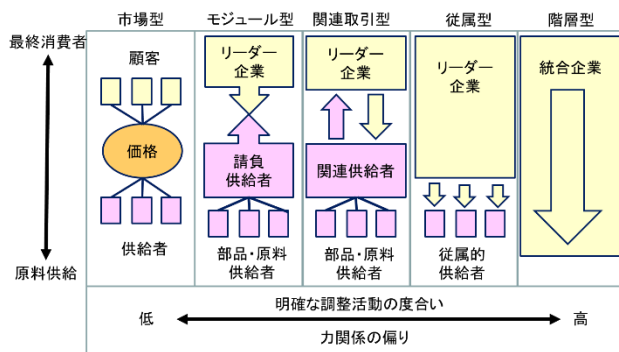 市場型
モジュール型
関連取引型
従属型
階層型
最終消費者
原料供給
顧客
価格
供給者
リーダー
企業
請負
供給者
部品・原料
供給者
リーダー
企業
関連供給者
部品・原料
供給者
リーダー
企業
従属的
供給者
統合企業
明確な調整活動の度合い
低
高
力関係の偏り